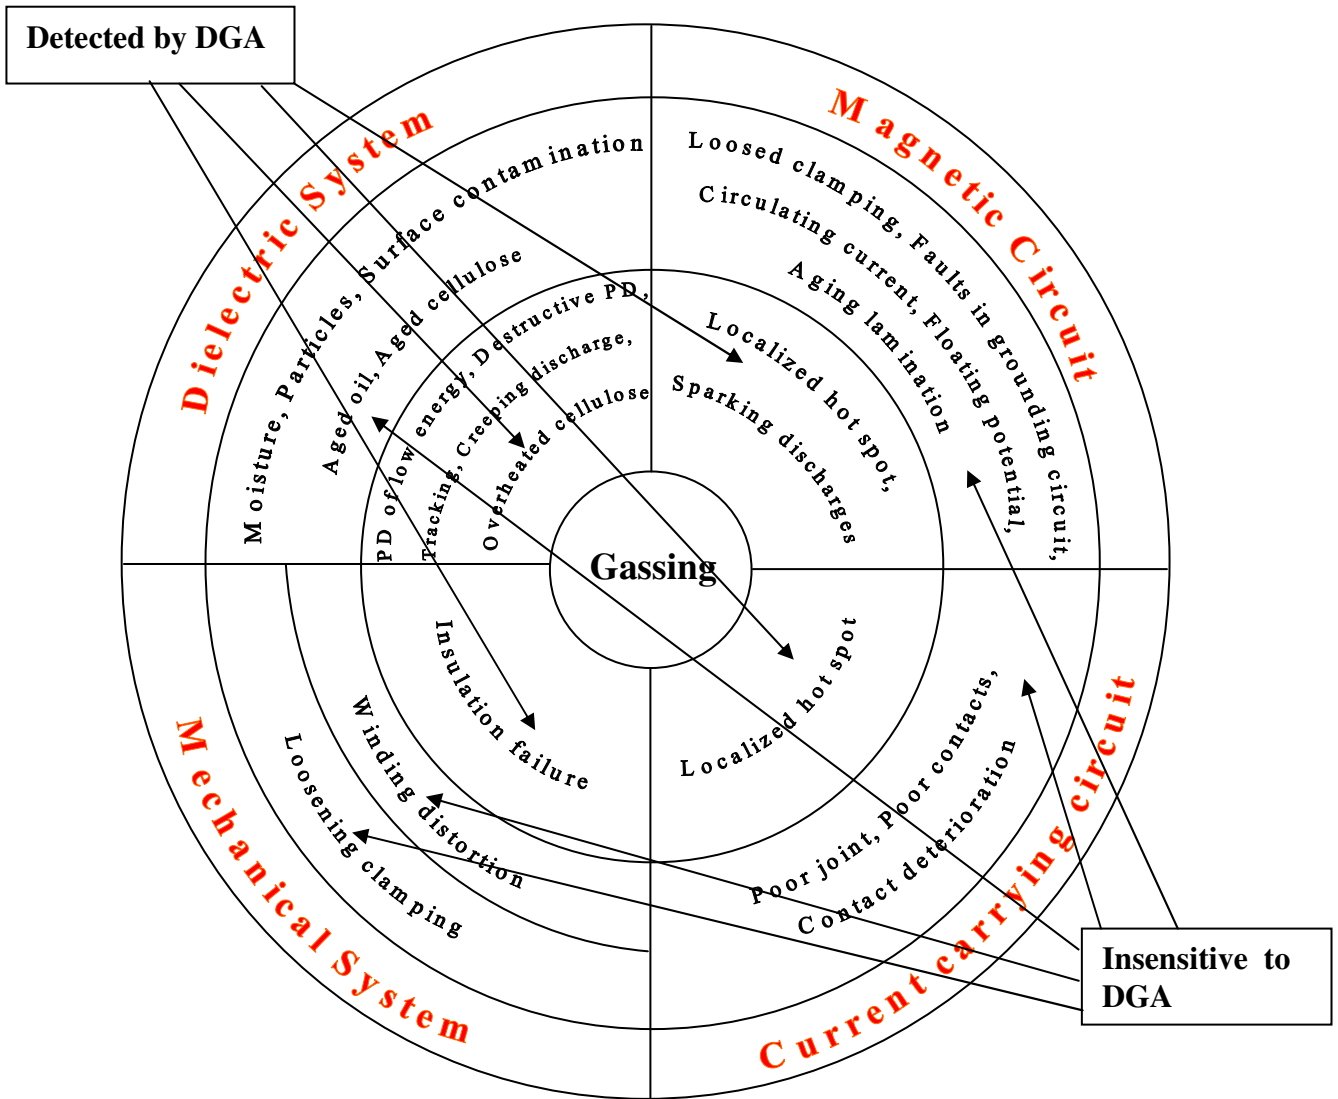 Detected by DGA
Dielectric System
Moisture, Particles, Surface contamination
Aged oil, Aged cellulose
PD of low energy, Destructive PD,
Tracking, Creeping discharge,
Overheated cellulose
Magnetic Circuit
Loosed clamping, Faults in grounding circuit,
Circulating current, Floating potential,
Aging lamination
Localized hot spot,
Sparking discharges
Gassing
Insulation failure
Winding distortion
Loosening clamping
Mechanical System
Localized hot spot
Poor joint, Poor contacts,
Contact deterioration
Current carrying circuit
Insensitive to
DGA